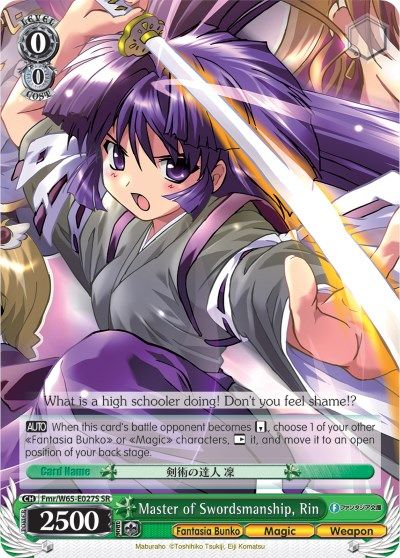 LEVEL
0
0
COST
What is a high schooler doing! Don't you feel shame!?
AUTO When this card's battle opponent becomes, choose 1 of your other
«Fantasia Bunko» or «Magic» characters, it, and move it to an open
position of your stage.
Card Name 剣術の達人 凜
CH Fmr/W65-E027S SR
POWER 2500
Master of Swordsmanship, Rin
ファンタジア文庫
Fantasia Bunko Magic Weapon
Maburaho ©Toshihiko Tsukiji, Eiji Komatsu